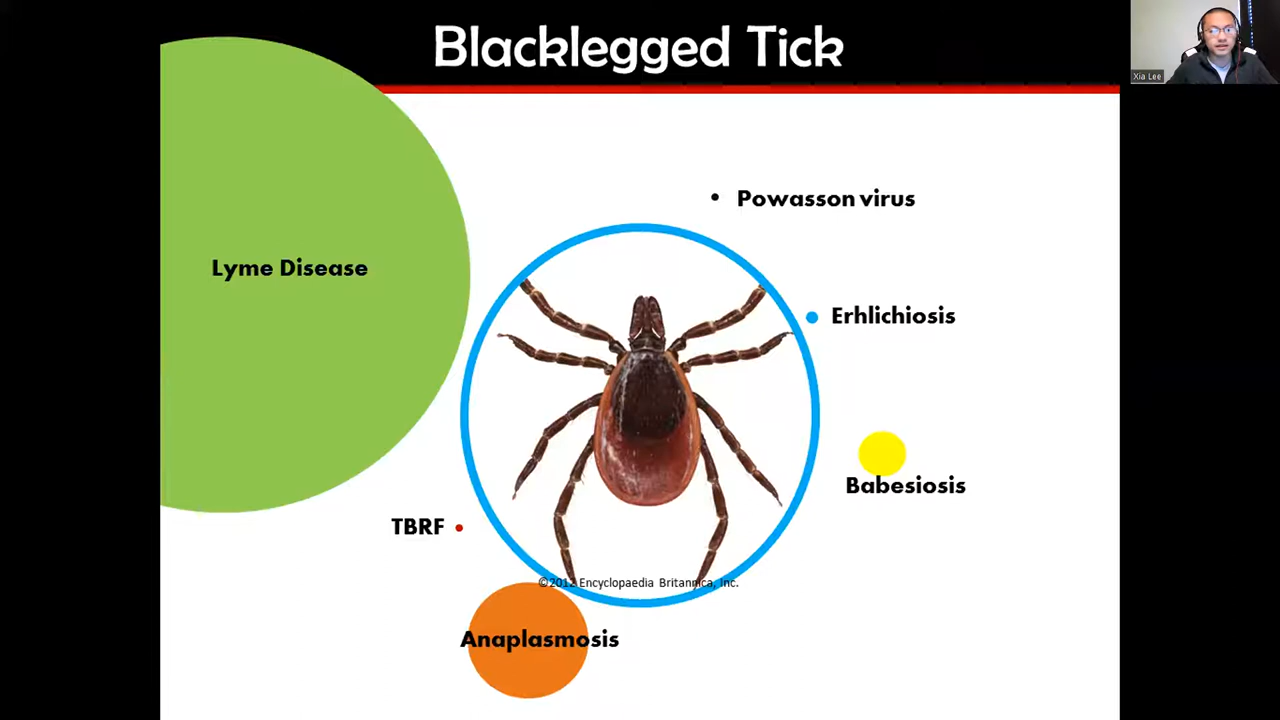 Blacklegged Tick
Xia Lee
Powasson virus
Lyme Disease
Erhlichiosis
Babesiosis
TBRF
©2012 Encyclopaedia Britannica, Inc.
Anaplasmosis